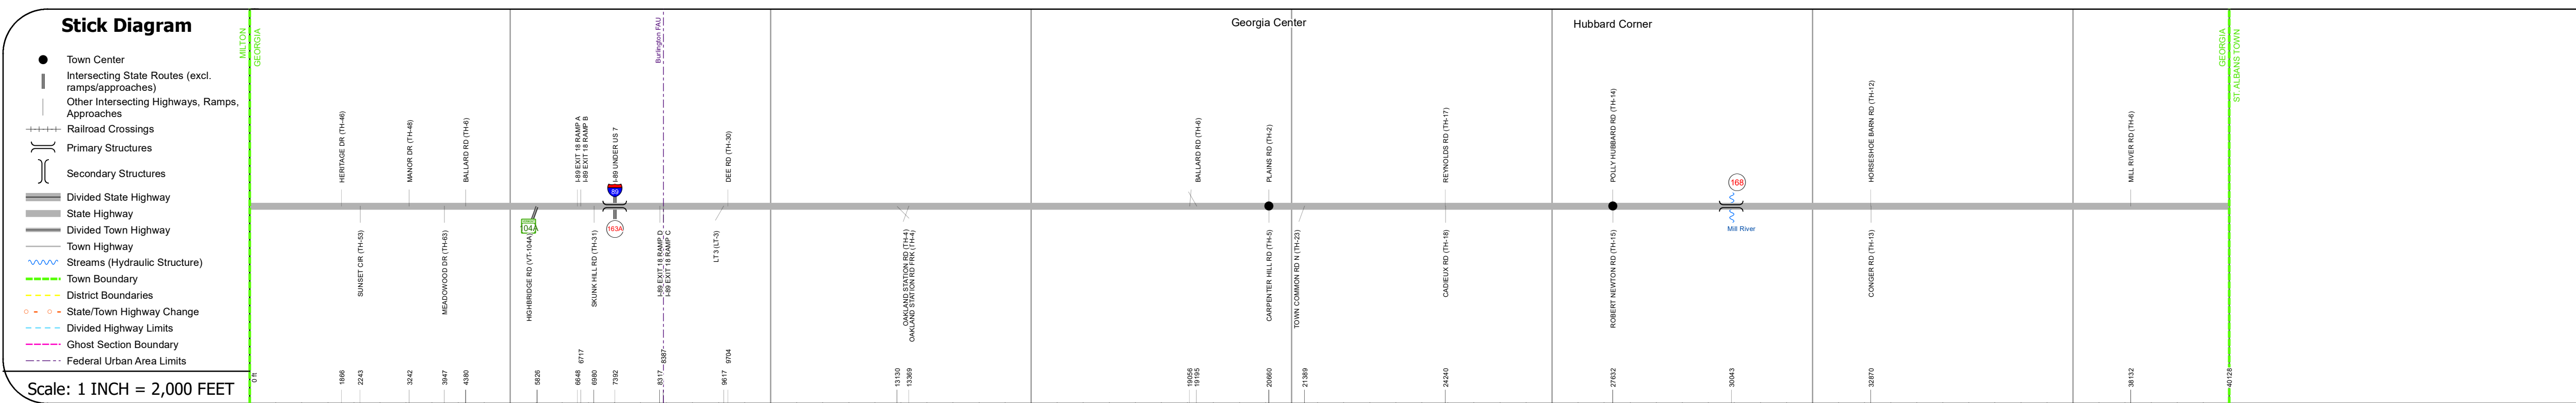 Stick Diagram
Town Center
Intersecting State Routes (excl.
ramps/approaches)
Other Intersecting Highways, Ramps,
Approaches
Railroad Crossings
Primary Structures
Secondary Structures
Divided State Highway
State Highway
Divided Town Highway
Town Highway
Streams (Hydraulic Structure)
Town Boundary
District Boundaries
State/Town Highway Change
Divided Highway Limits
Ghost Section Boundary
Federal Urban Area Limits
Scale: 1 INCH = 2,000 FEET
MILTON
GEORGIA
Burlington FAU
Georgia Center
Hubbard Corner
GEORGIA
ST. ALBANS TOWN
HERITAGE DR (TH-46)
MANOR DR (TH-48)
BALLARD RD (TH-6)
I-89 EXIT 18 RAMP A
I-89 EXIT 18 RAMP B
I-89 UNDER US 7
DEE RD (TH-30)
BALLARD RD (TH-6)
PLAINS RD (TH-2)
REYNOLDS RD (TH-17)
POLLY HUBBARD RD (TH-14)
HORSESHOE BARN RD (TH-12)
MILL RIVER RD (TH-6)
89
168
104A
163A
Mill River
SUNSET CIR (TH-53)
MEADOWOOD DR (TH-63)
HIGHBRIDGE RD (VT-104A)
SKUNK HILL RD (TH-31)
I-89 EXIT 18 RAMP D
I-89 EXIT 18 RAMP C
LT3 (LT-3)
OAKLAND STATION RD (TH-4)
OAKLAND STATION RD FRK (TH-4)
CARPENTER HILL RD (TH-5)
TOWN COMMON RD N (TH-23)
CADIEUX RD (TH-18)
ROBERT NEWTON RD (TH-15)
CONGER RD (TH-13)
0 ft
1866
2243
3242
3947
4380
5826
6648
6717
6980
7392
8317
8387
9617
9704
13130
13369
19056
19195
20660
21389
24240
27632
30043
32870
38132
40128